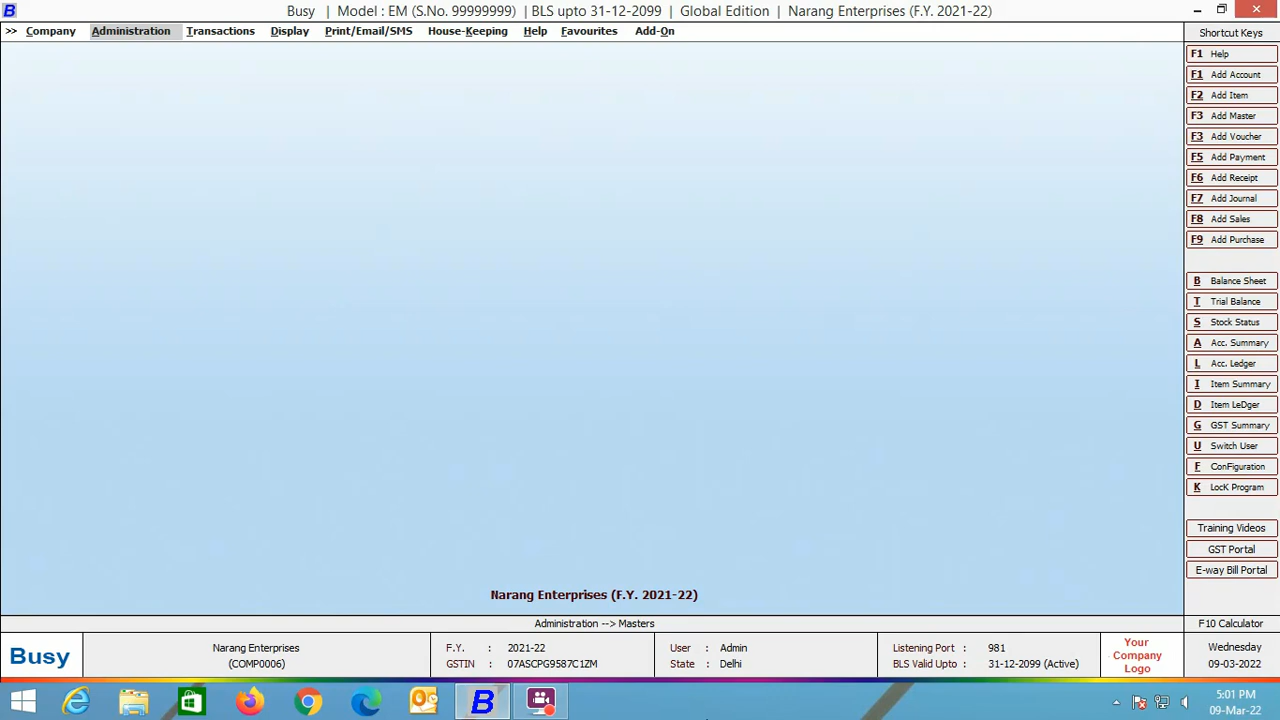 Busy | Model : EM (S.No. 99999999) | BLS upto 31-12-2099 | Global Edition | Narang Enterprises (F.Y. 2021-22)
>> Company Administration Transactions Display Print/Email/SMS House-Keeping Help Favourites Add-On
Shortcut Keys
F1 Help
F1 Add Account
F2 Add Item
F3 Add Master
F3 Add Voucher
F5 Add Payment
F6 Add Receipt
F7 Add Journal
F8 Add Sales
F9 Add Purchase
B Balance Sheet
T Trial Balance
S Stock Status
A Acc. Summary
L Acc. Ledger
I Item Summary
D Item LeDger
G GST Summary
U Switch User
F ConFiguration
K LocK Program
Training Videos
GST Portal
E-way Bill Portal
Narang Enterprises (F.Y. 2021-22)
Administration --> Masters
F10 Calculator
Busy
Narang Enterprises
(COMP0006)
F.Y. : 2021-22
GSTIN : 07ASCPG9587C1ZM
User : Admin
State : Delhi
Listening Port : 981
BLS Valid Upto : 31-12-2099 (Active)
Your
Company
Logo
Wednesday
09-03-2022
5:01 PM
09-Mar-22